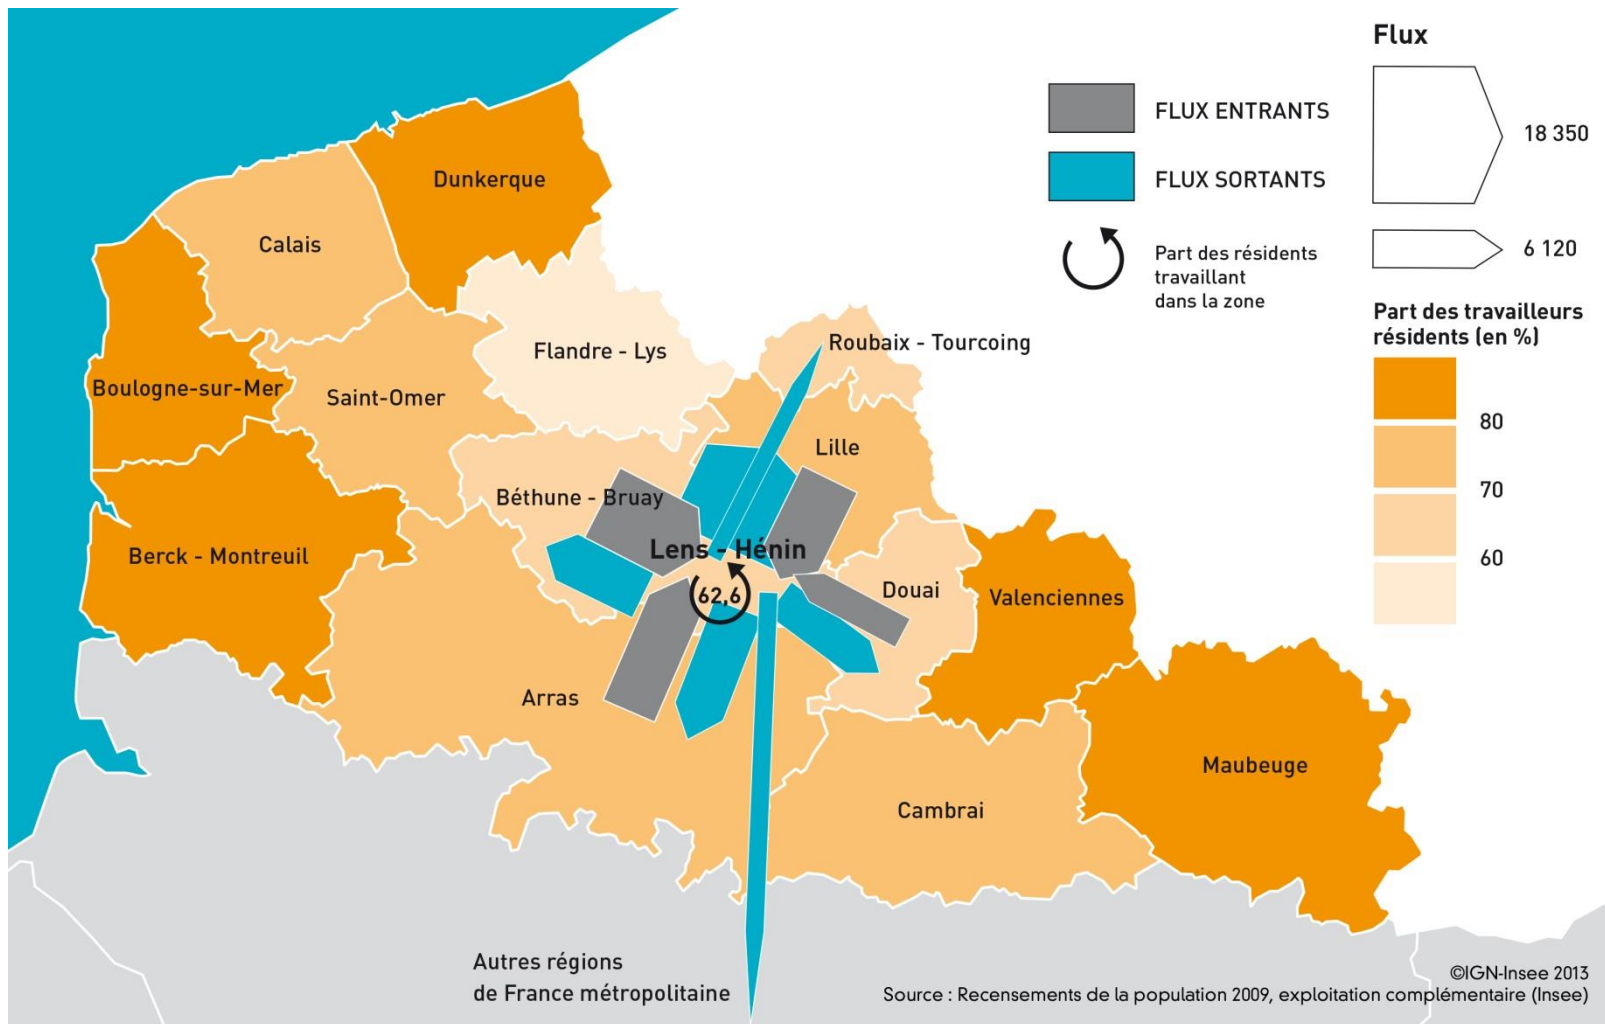 Flux
FLUX ENTRANTS
18 350
FLUX SORTANTS
6 120
Part des résidents
travaillant
dans la zone
Part des travailleurs
résidents (en %)
80
70
60
Dunkerque
Calais
Flandre - Lys
Roubaix - Tourcoing
Boulogne-sur-Mer
Saint-Omer
Lille
Béthune - Bruay
Lens - Hénin
Berck - Montreuil
62,6
Douai
Valenciennes
Arras
Maubeuge
Cambrai
Autres régions
de France métropolitaine
©IGN-Insee 2013
Source : Recensements de la population 2009, exploitation complémentaire (Insee)